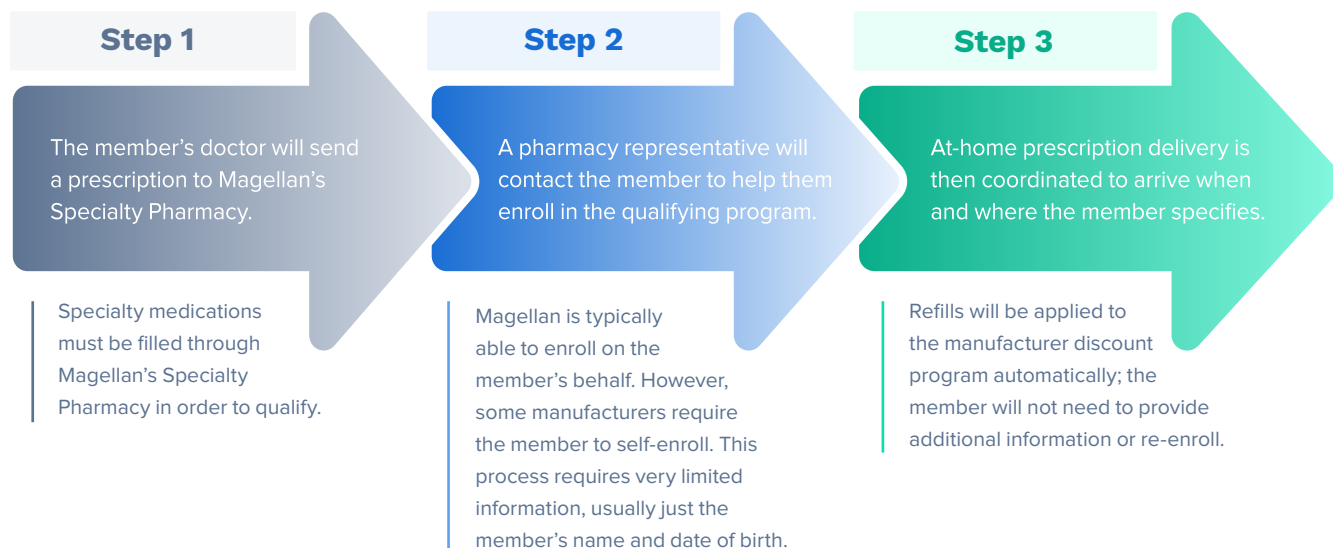 Step 1
The member’s doctor will send
a prescription to Magellan’s
Specialty Pharmacy.
Specialty medications
must be filled through
Magellan’s Specialty
Pharmacy in order to qualify.
Step 2
A pharmacy representative will
contact the member to help them
enroll in the qualifying program.
Magellan is typically
able to enroll on the
member’s behalf. However,
some manufacturers require
the member to self-enroll. This
process requires very limited
information, usually just the
member’s name and date of birth.
Step 3
At-home prescription delivery is
then coordinated to arrive when
and where the member specifies.
Refills will be applied to
the manufacturer discount
program automatically; the
member will not need to provide
additional information or re-enroll.